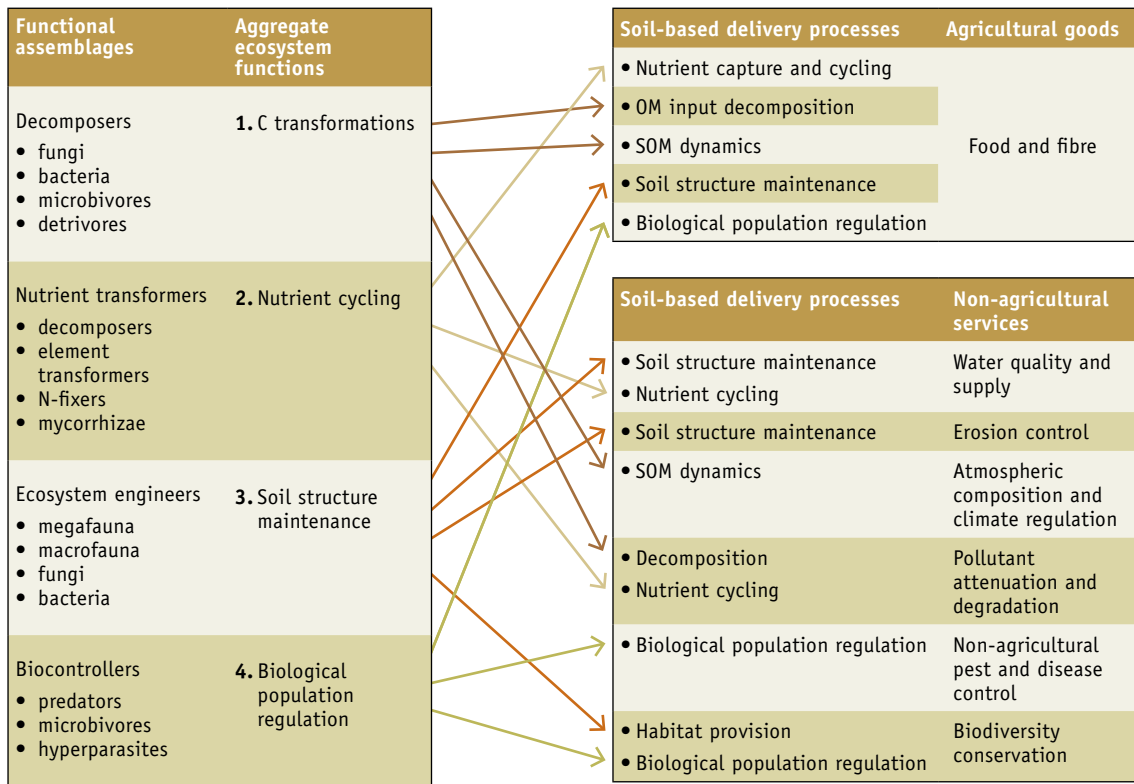 Functional assemblages
Aggregate ecosystem functions
Decomposers
• fungi
• bacteria
• microbivores
• detrivores
1. C transformations
Nutrient transformers
• decomposers
• element
transformers
• N-fixers
• mycorrhizae
2. Nutrient cycling
Ecosystem engineers
• megafauna
• macrofauna
• fungi
• bacteria
3. Soil structure
maintenance
Biocontrollers
• predators
• microbivores
• hyperparasites
4. Biological
population
regulation
Soil-based delivery processes
Agricultural goods
• Nutrient capture and cycling
• OM input decomposition
• SOM dynamics
• Soil structure maintenance
• Biological population regulation
Food and fibre
Soil-based delivery processes
Non-agricultural
services
• Soil structure maintenance
• Nutrient cycling
Water quality and
supply
• Soil structure maintenance
Erosion control
• SOM dynamics
Atmospheric
composition and
climate regulation
• Decomposition
• Nutrient cycling
Pollutant
attenuation and
degradation
• Biological population regulation
Non-agricultural
pest and disease
control
• Habitat provision
• Biological population regulation
Biodiversity
conservation